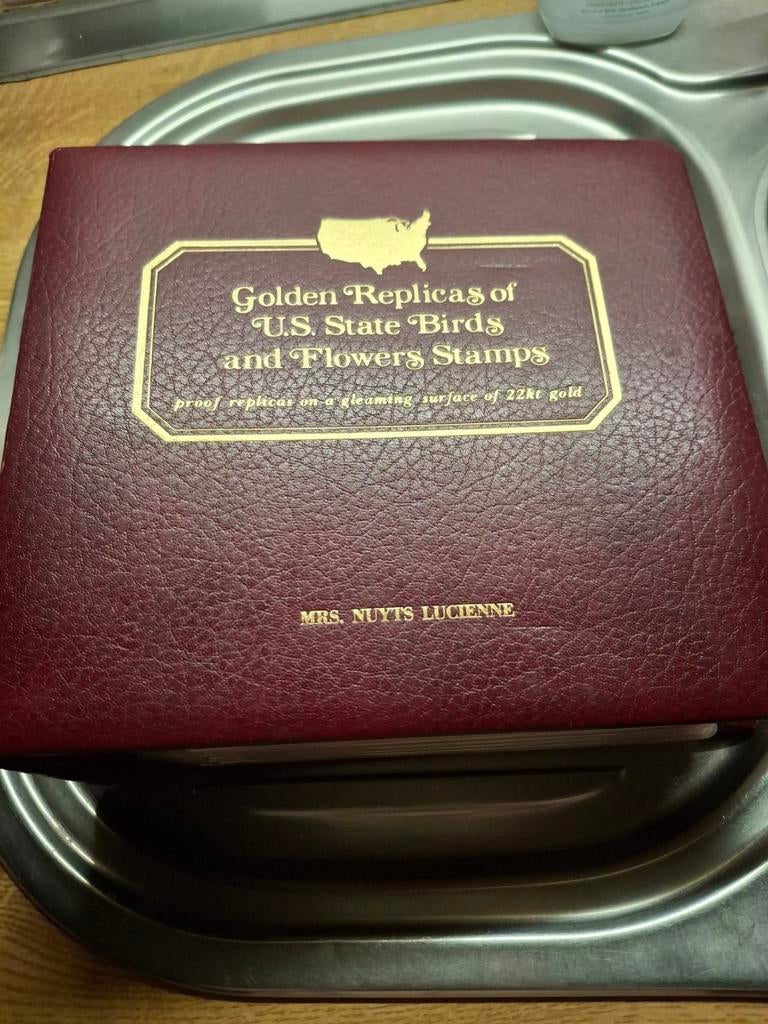 Golden Replicas of
U.S. State Birds
and Flowers Stamps
proof replicas on a gleaming surface of 22kt gold
MRS. NUYTS LUCIENNE